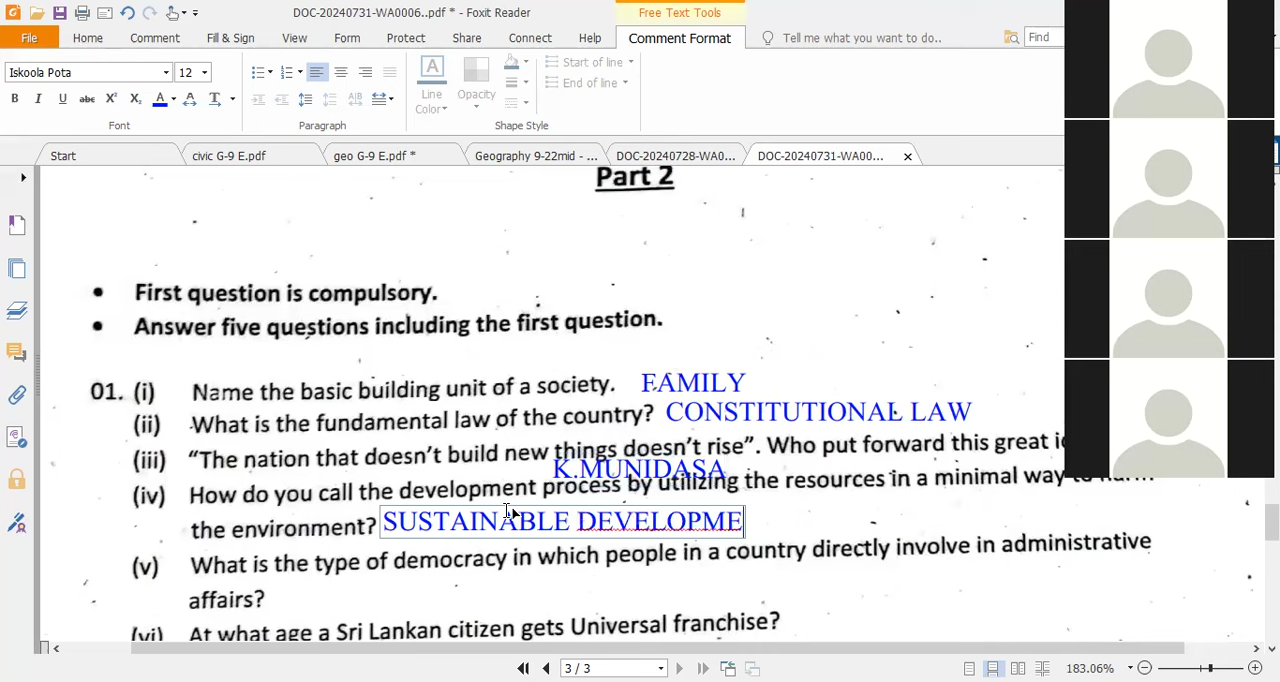 DOC-20240731-WA0006..pdf * - Foxit Reader
Free Text Tools
File Home Comment Fill & Sign View Form Protect Share Connect Help Comment Format Tell me what you want to do.. Find
Iskoola Pota 12
Start of line
End of line
B I U abc X² X₂ A A T
Line Color
Opacity
Font Paragraph Shape Style
Start civic G-9 E.pdf geo G-9 E.pdf * Geography 9-22mid - ... DOC-20240728-WA0... DOC-20240731-WA00...
Part 2
• First question is compulsory.
• Answer five questions including the first question.
01. (i) Name the basic building unit of a society. FAMILY
(ii) What is the fundamental law of the country? CONSTITUTIONAL LAW
(iii) “The nation that doesn’t build new things doesn’t rise”. Who put forward this great
K.MUNIDASA
(iv) How do you call the development process by utilizing the resources in a minimal way
the environment? SUSTAINABLE DEVELOPME
(v) What is the type of democracy in which people in a country directly involve in administrative
affairs?
(vi) At what age a Sri Lankan citizen gets Universal franchise?
3 / 3
183.06%